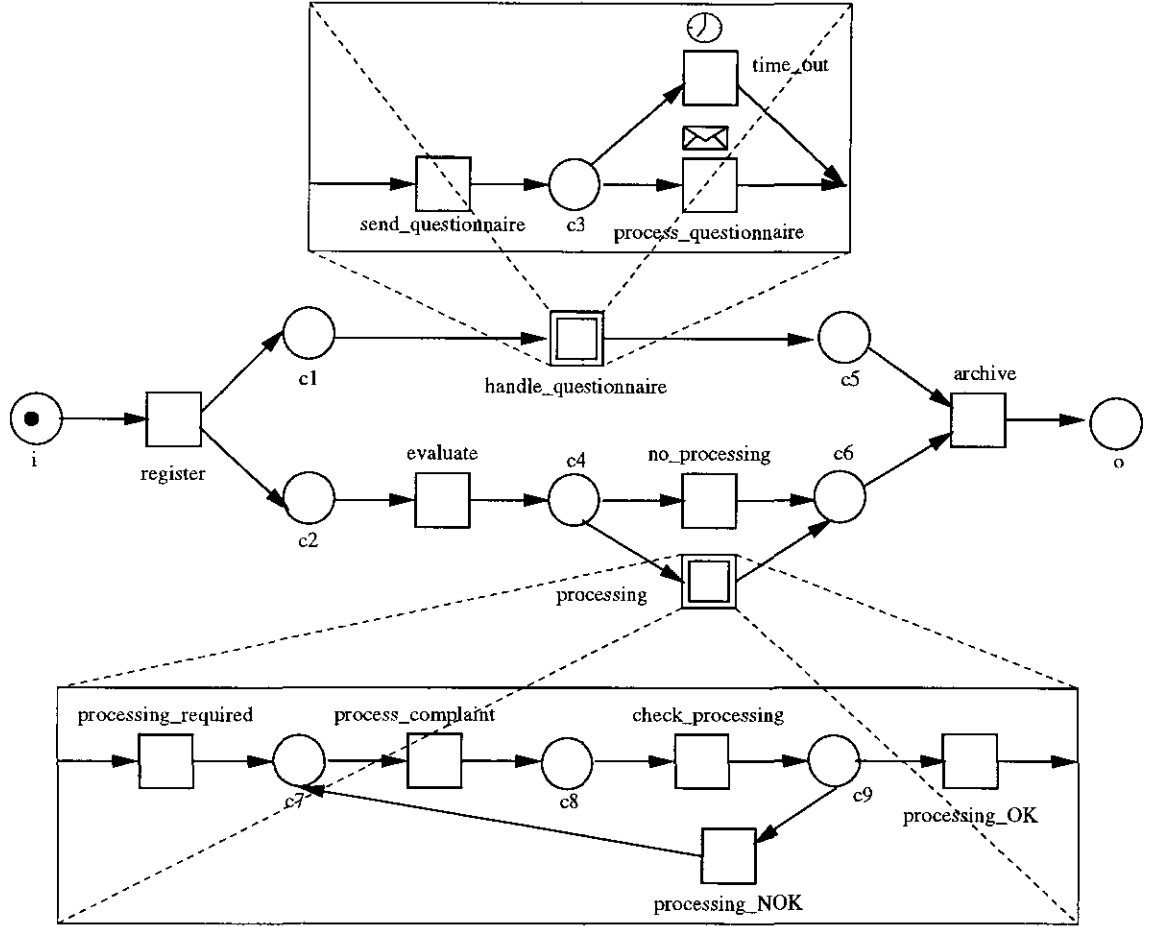 time_out
send_questionnaire
c3
process_questionnaire
c1
handle_questionnaire
c5
archive
i
register
evaluate
c4
no_processing
c6
o
c2
processing
processing_required
process_complaint
check_processing
c7
c8
c9
processing_OK
processing_NOK